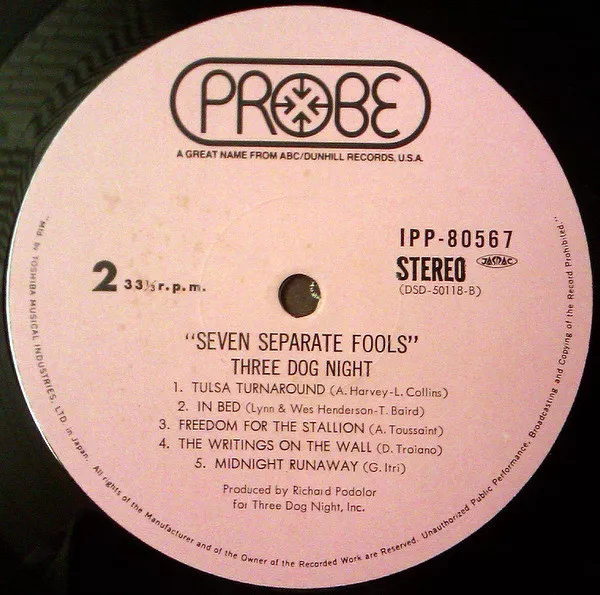 PROBE
A GREAT NAME FROM ABC/DUNHILL RECORDS, U.S.A.
IPP-80567
2 33⅓ r.p.m.
STEREO JASRAC
(DSD-50118-B)
"SEVEN SEPARATE FOOLS"
THREE DOG NIGHT
1. TULSA TURNAROUND (A. Harvey-L. Collins)
2. IN BED (Lynn & Wes Henderson-T. Baird)
3. FREEDOM FOR THE STALLION (A. Toussaint)
4. THE WRITINGS ON THE WALL (D. Troiano)
5. MIDNIGHT RUNAWAY (G. Itri)
Produced by Richard Podolor
for Three Dog Night, Inc.
"Mfd. by TOSHIBA MUSICAL INDUSTRIES, LTD. in Japan. All rights of the Manufacturer and of the Owner of the Recorded Work are Reserved. Unauthorized Public Performance, Broadcasting and Copying of the Record Prohibited."